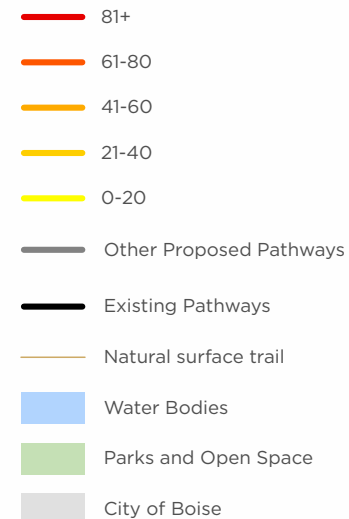 81+
61-80
41-60
21-40
0-20
Other Proposed Pathways
Existing Pathways
Natural surface trail
Water Bodies
Parks and Open Space
City of Boise